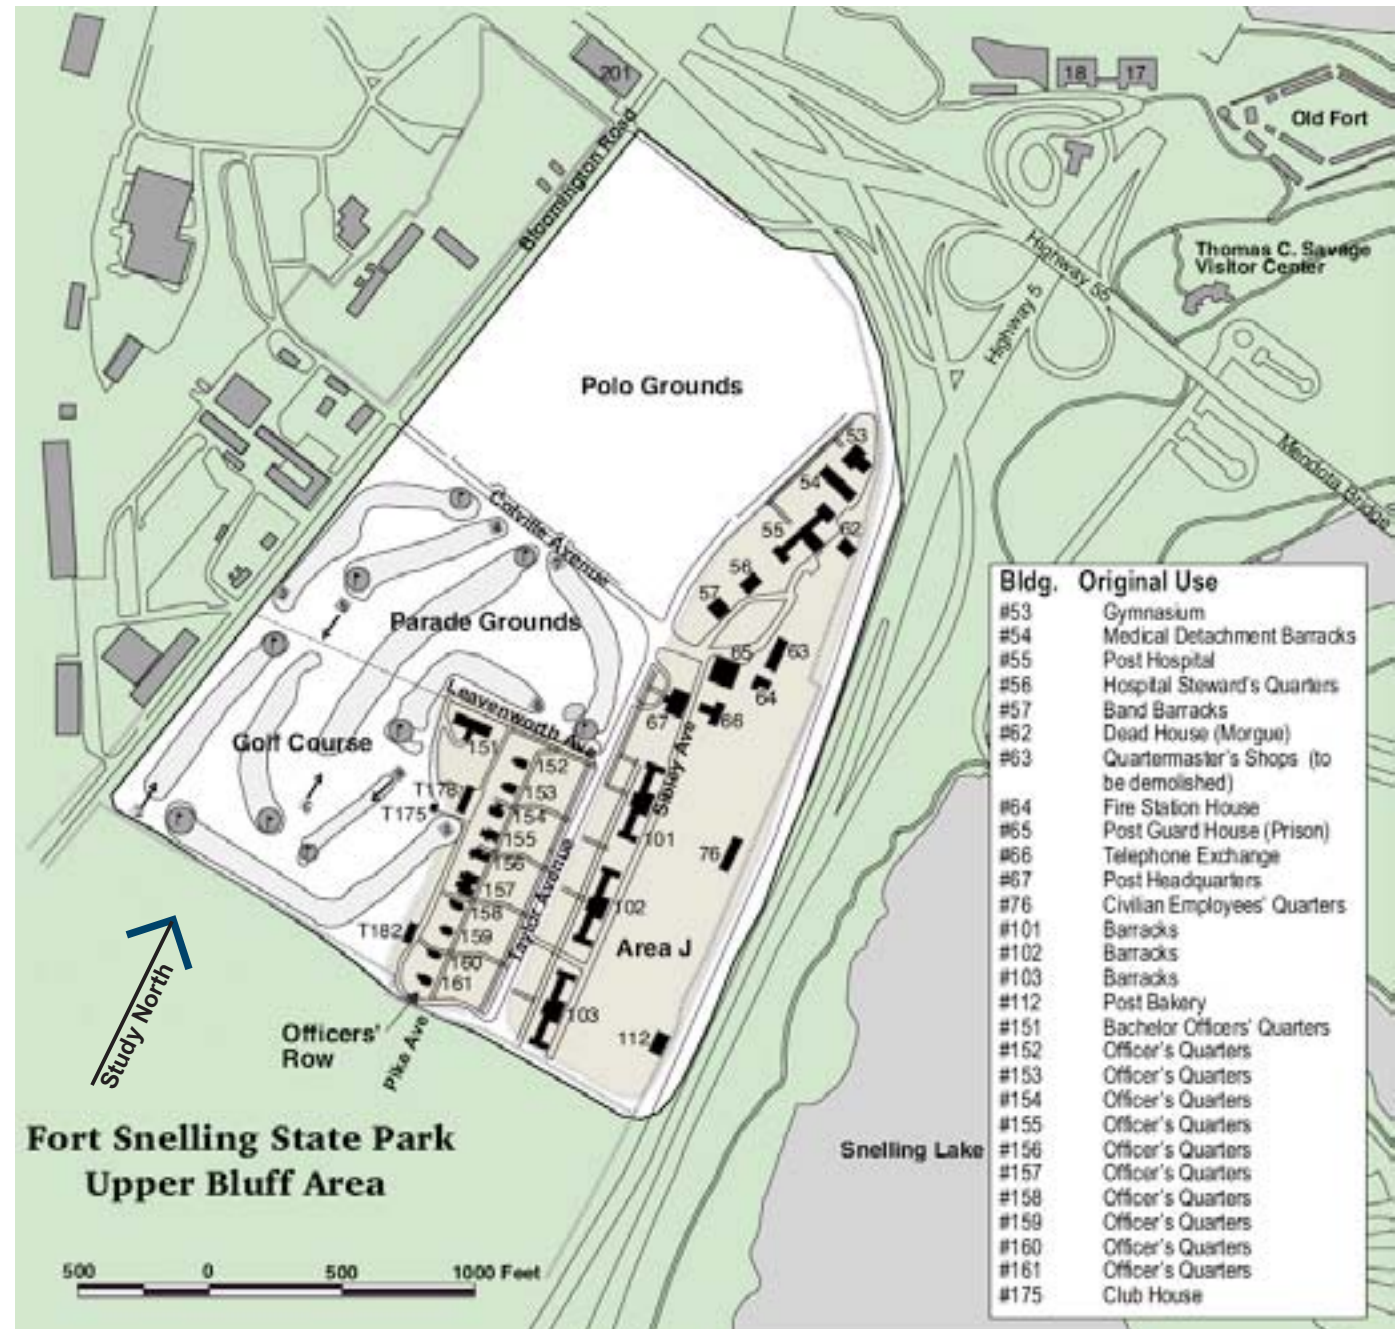 201
18
17
Old Fort
Bloomington Road
Thomas C. Savage
Visitor Center
Highway 55
Highway 5
Mendota Bridge
Polo Grounds
53
54
55
62
56
57
Colville Avenue
Parade Grounds
65
63
64
66
67
Leavenworth Ave
Golf Course
151
152
T178
153
T175
154
155
156
157
158
T182
159
160
161
Taylor Avenue
Sibley Ave
101
76
102
Area J
103
112
Officers'
Row
Pike Ave
Study North
Fort Snelling State Park
Upper Bluff Area
500 0 500 1000 Feet
Snelling Lake
Bldg. Original Use
#53 Gymnasium
#54 Medical Detachment Barracks
#55 Post Hospital
#56 Hospital Steward's Quarters
#57 Band Barracks
#62 Dead House (Morgue)
#63 Quartermaster's Shops (to
be demolished)
#64 Fire Station House
#65 Post Guard House (Prison)
#66 Telephone Exchange
#67 Post Headquarters
#76 Civilian Employees' Quarters
#101 Barracks
#102 Barracks
#103 Barracks
#112 Post Bakery
#151 Bachelor Officers' Quarters
#152 Officer's Quarters
#153 Officer's Quarters
#154 Officer's Quarters
#155 Officer's Quarters
#156 Officer's Quarters
#157 Officer's Quarters
#158 Officer's Quarters
#159 Officer's Quarters
#160 Officer's Quarters
#161 Officer's Quarters
#175 Club House